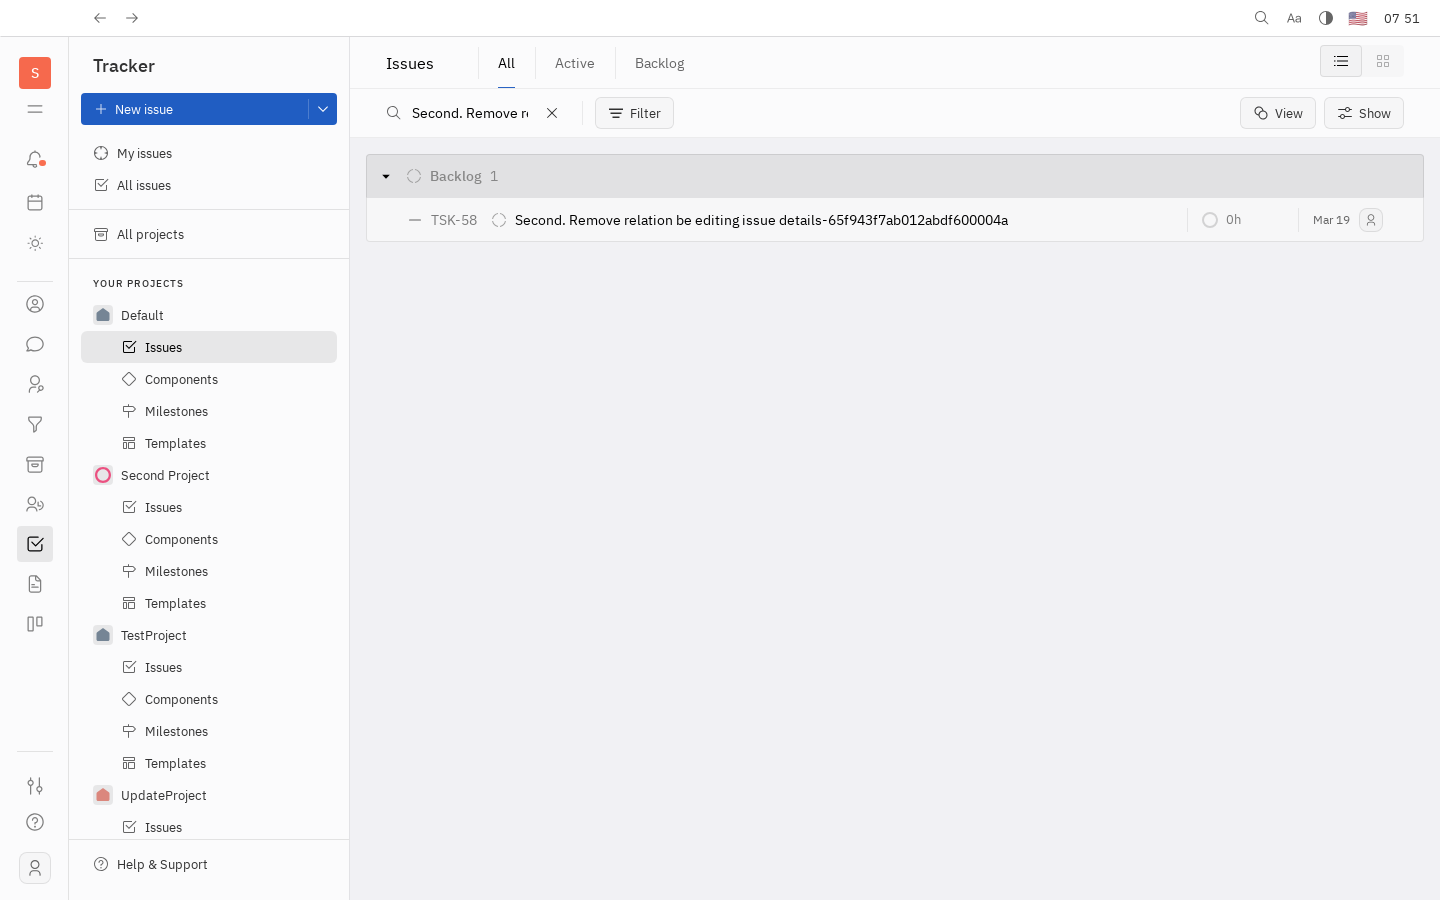 Aa
07 51
S
Tracker
New issue
My issues
All issues
All projects
YOUR PROJECTS
Default
Issues
Components
Milestones
Templates
Second Project
Issues
Components
Milestones
Templates
TestProject
Issues
Components
Milestones
Templates
UpdateProject
Issues
Help & Support
Issues
All
Active
Backlog
Second. Remove re
Filter
View
Show
Backlog 1
TSK-58 Second. Remove relation be editing issue details-65f943f7ab012abdf600004a 0h Mar 19